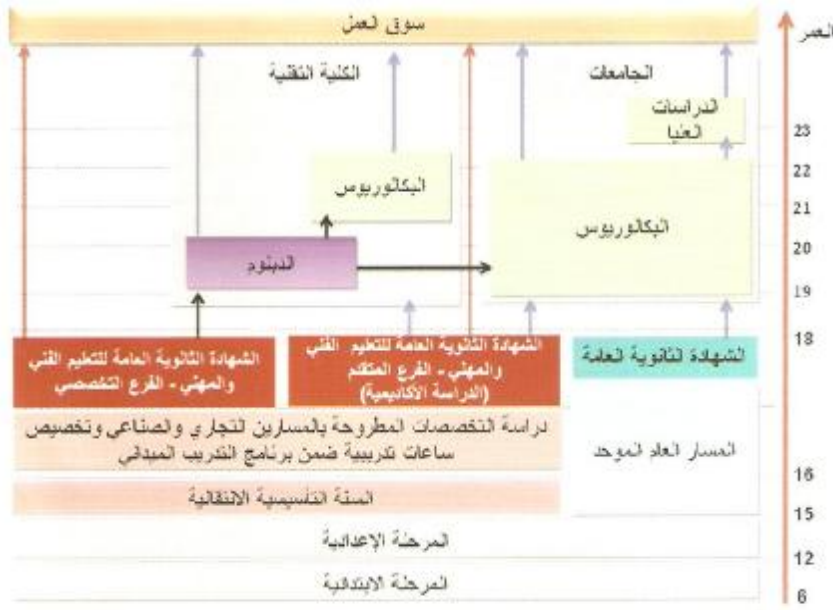 سوق العمل
العمر
الجامعات
الكلية التقنية
الدراسات
العليا
23
22
21
20
19
18
16
15
12
6
البكالوريوس
البكالوريوس
الدبلوم
الشهادة الثانوية العامة
الشهادة الثانوية العامة للتعليم الفني
والمهني - الفرع المتقدم
(الدراسة الأكاديمية)
الشهادة الثانوية العامة للتعليم الفني
والمهني - الفرع التخصصي
المسار العام الموحد
دراسة التخصصات المطروحة بالمسارين التجاري والصناعي وتخصيص
ساعات تدريبية ضمن برنامج التدريب الميداني
السنة التأسيسية الانتقالية
المرحلة الإعدادية
المرحلة الابتدائية